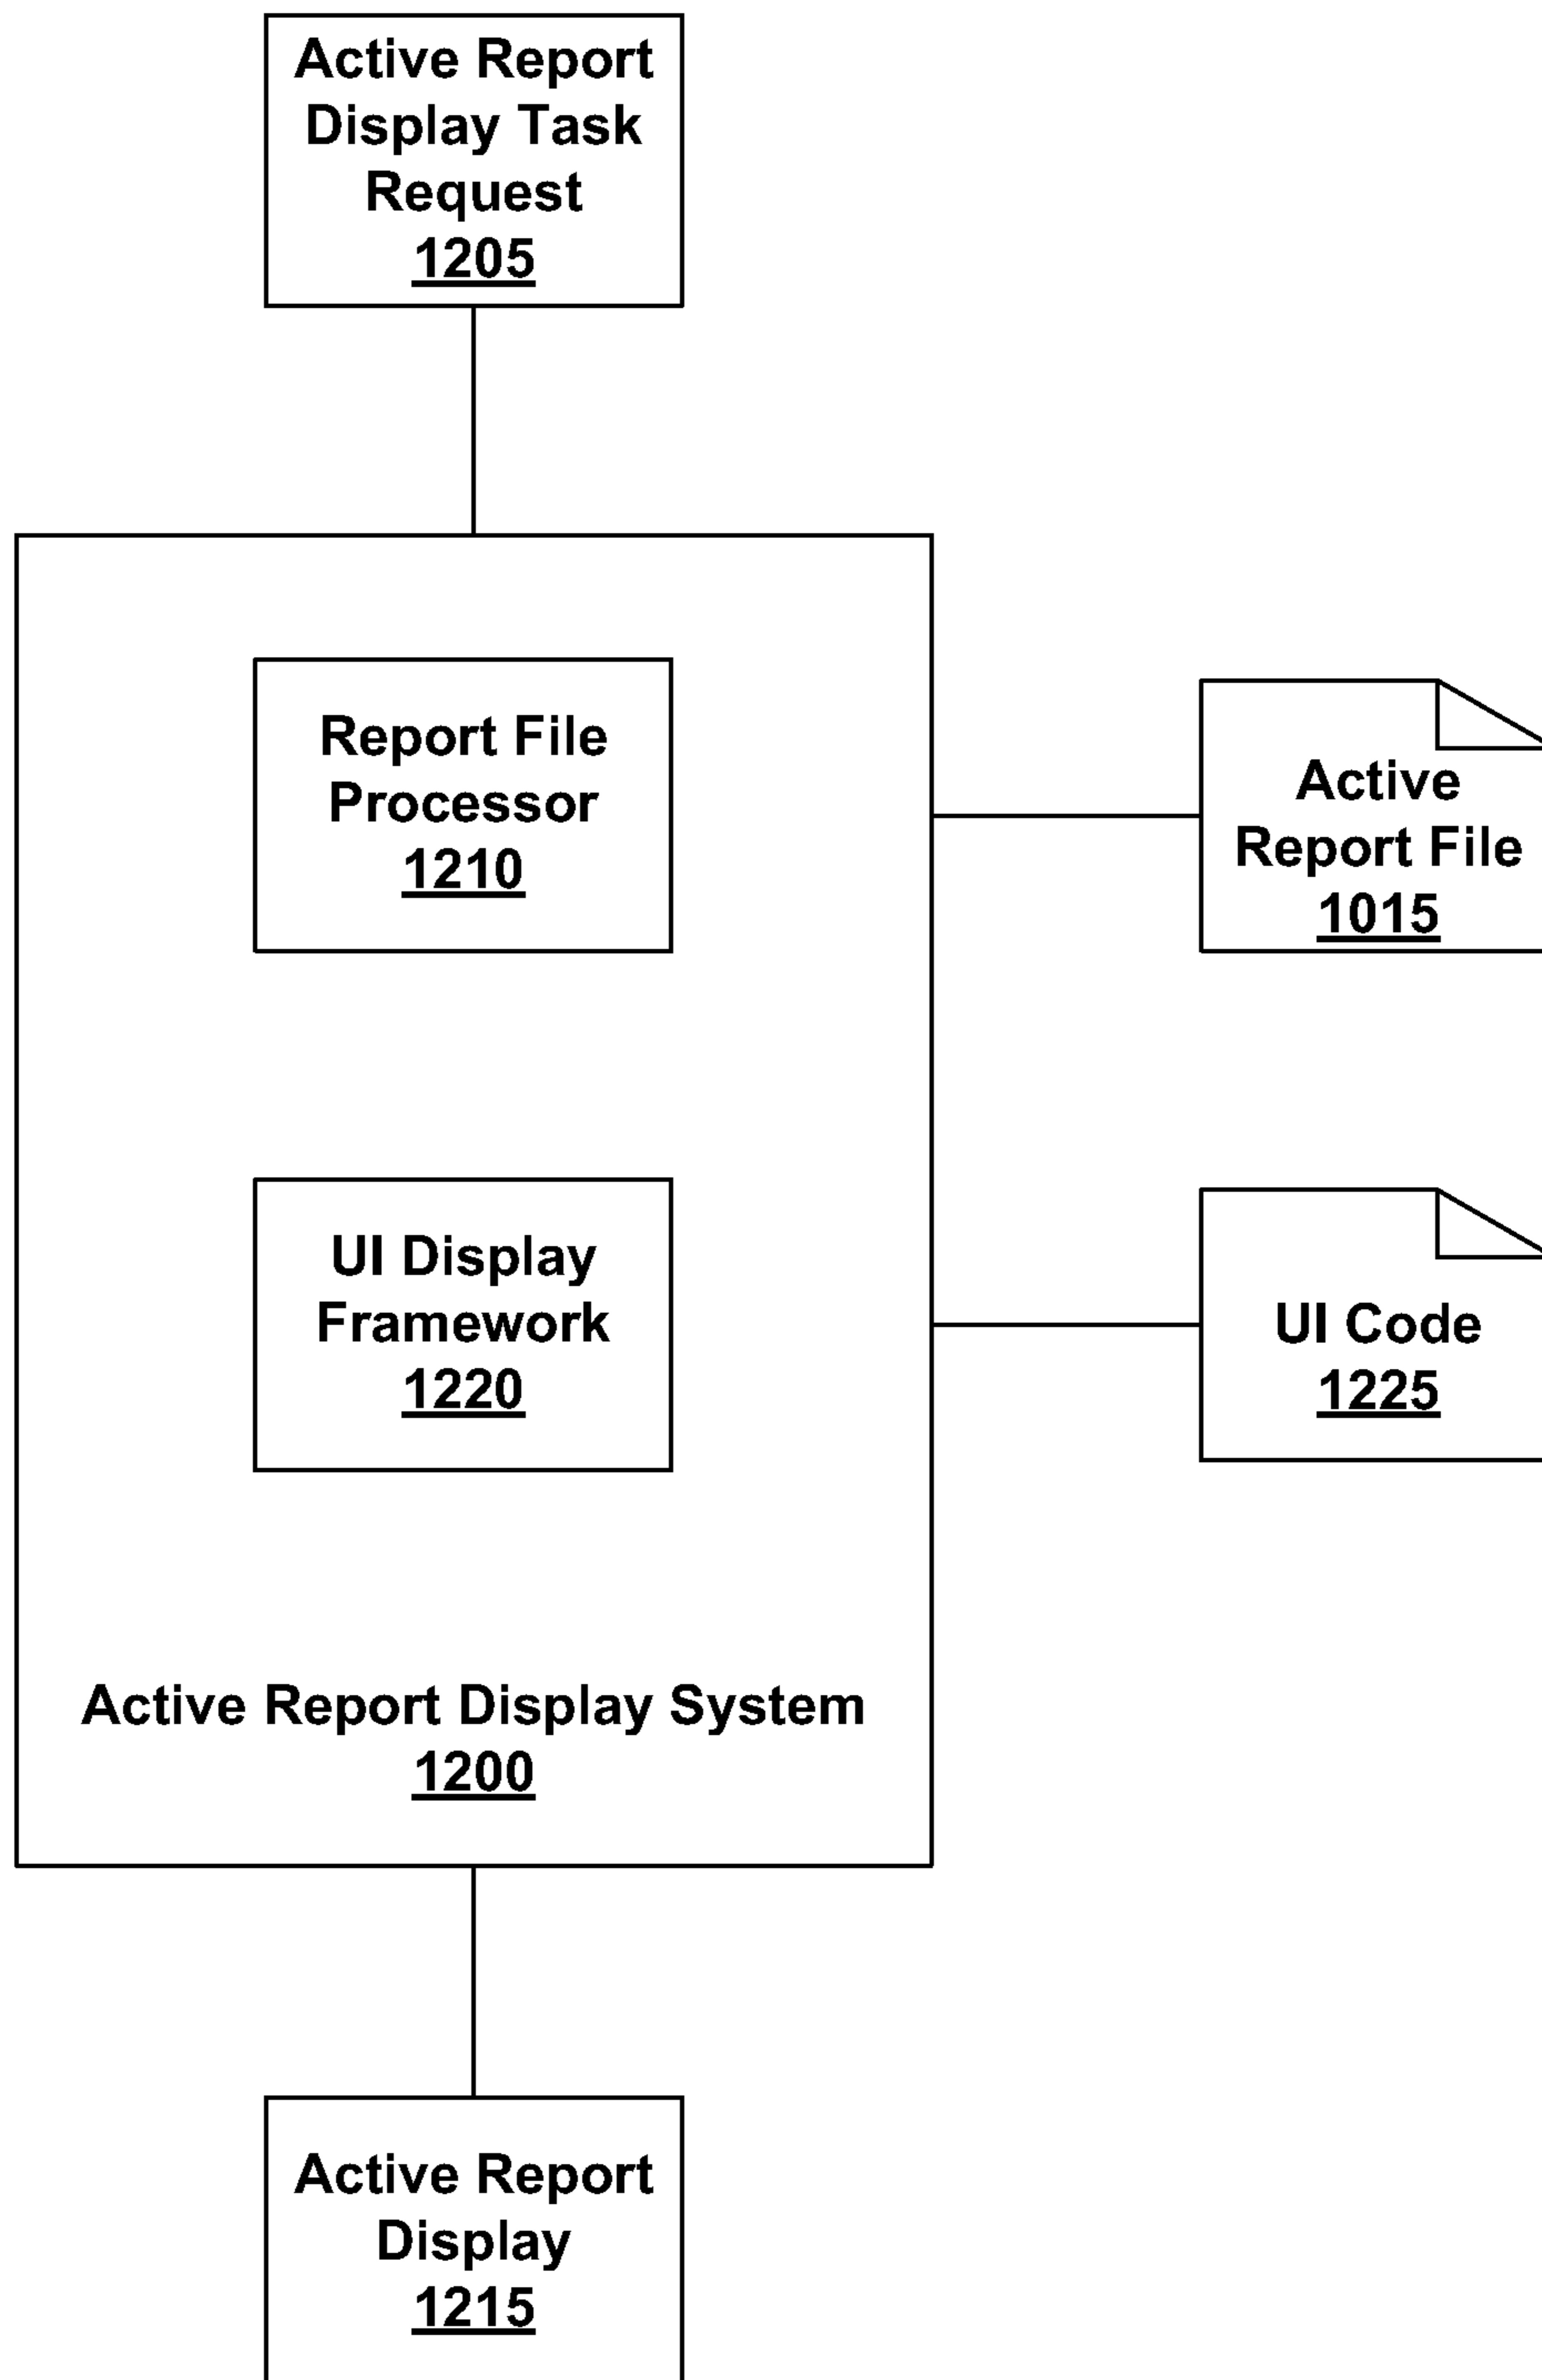 Active Report
Display Task
Request
1205
Report File
Processor
1210
Active
Report File
1015
UI Display
Framework
1220
UI Code
1225
Active Report Display System
1200
Active Report
Display
1215